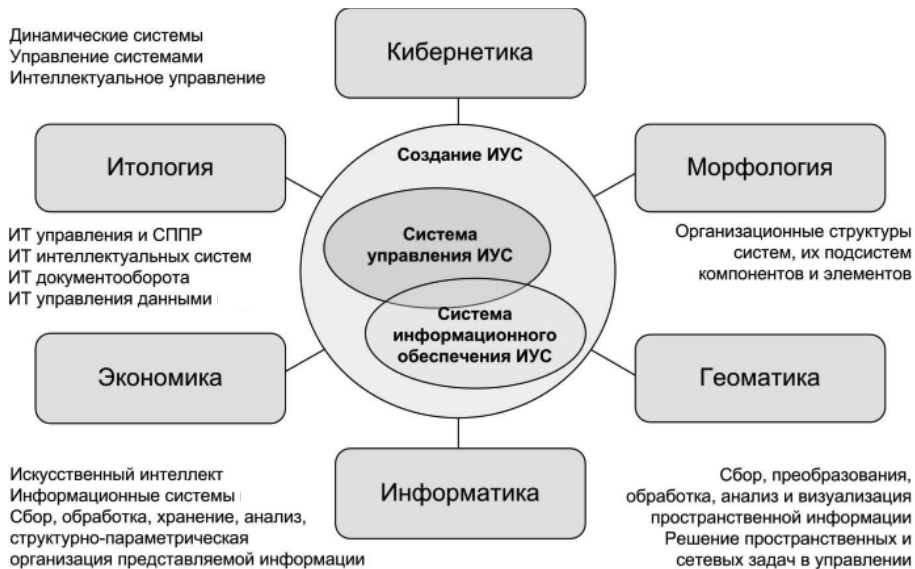 Динамические системы
Управление системами
Интеллектуальное управление
Кибернетика
Итология
Создание ИУС
Морфология
Система
управления ИУС
ИТ управления и СППР
ИТ интеллектуальных систем
ИТ документооборота
ИТ управления данными
Организационные структуры
систем, их подсистем
компонентов и элементов
Система
информационного
обеспечения ИУС
Экономика
Геоматика
Искусственный интеллект
Информационные системы
Сбор, обработка, хранение, анализ,
структурно-параметрическая
организация представляемой информации
Информатика
Сбор, преобразования,
обработка, анализ и визуализация
пространственной информации
Решение пространственных и
сетевых задач в управлении